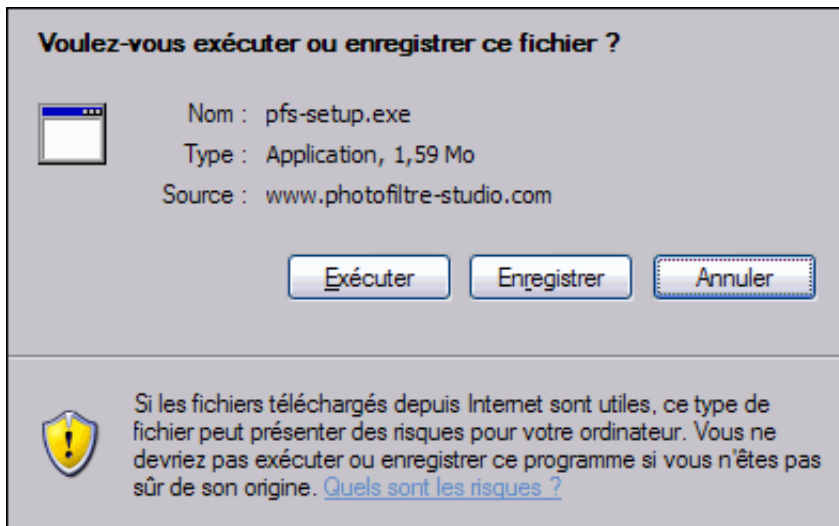 Voulez-vous exécuter ou enregistrer ce fichier ?
Nom : pfs-setup.exe
Type : Application, 1,59 Mo
Source : www.photofiltre-studio.com
Exécuter Enregistrer Annuler
Si les fichiers téléchargés depuis Internet sont utiles, ce type de
fichier peut présenter des risques pour votre ordinateur. Vous ne
devriez pas exécuter ou enregistrer ce programme si vous n'êtes pas
sûr de son origine. Quels sont les risques ?